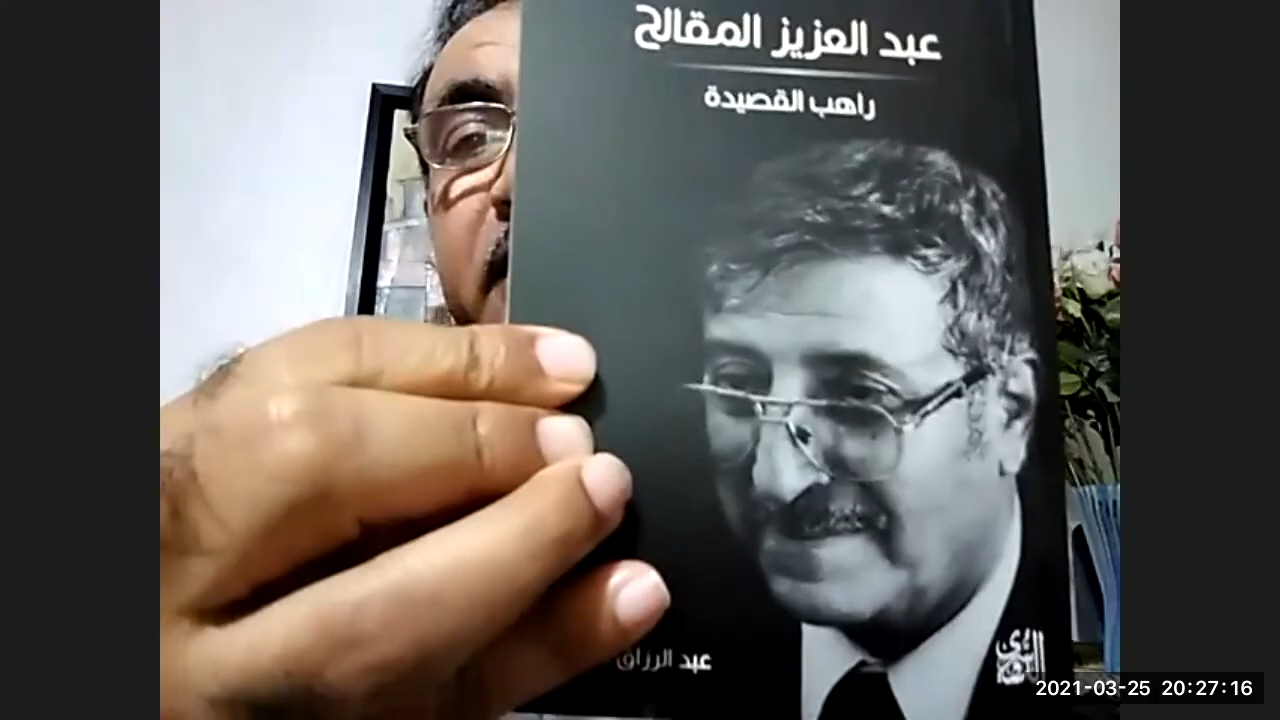 عبد العزيز المقالح
راهب القصيدة
عبد الرزاق
2021-03-25 20:27:16